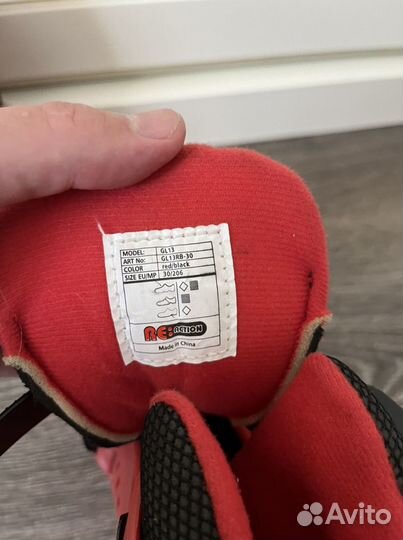 MODEL: GL13
ART No: GL13RB-30
COLOR red/black
SIZE EU/MP 30/206
RE:ACTION
Made in China
Avito